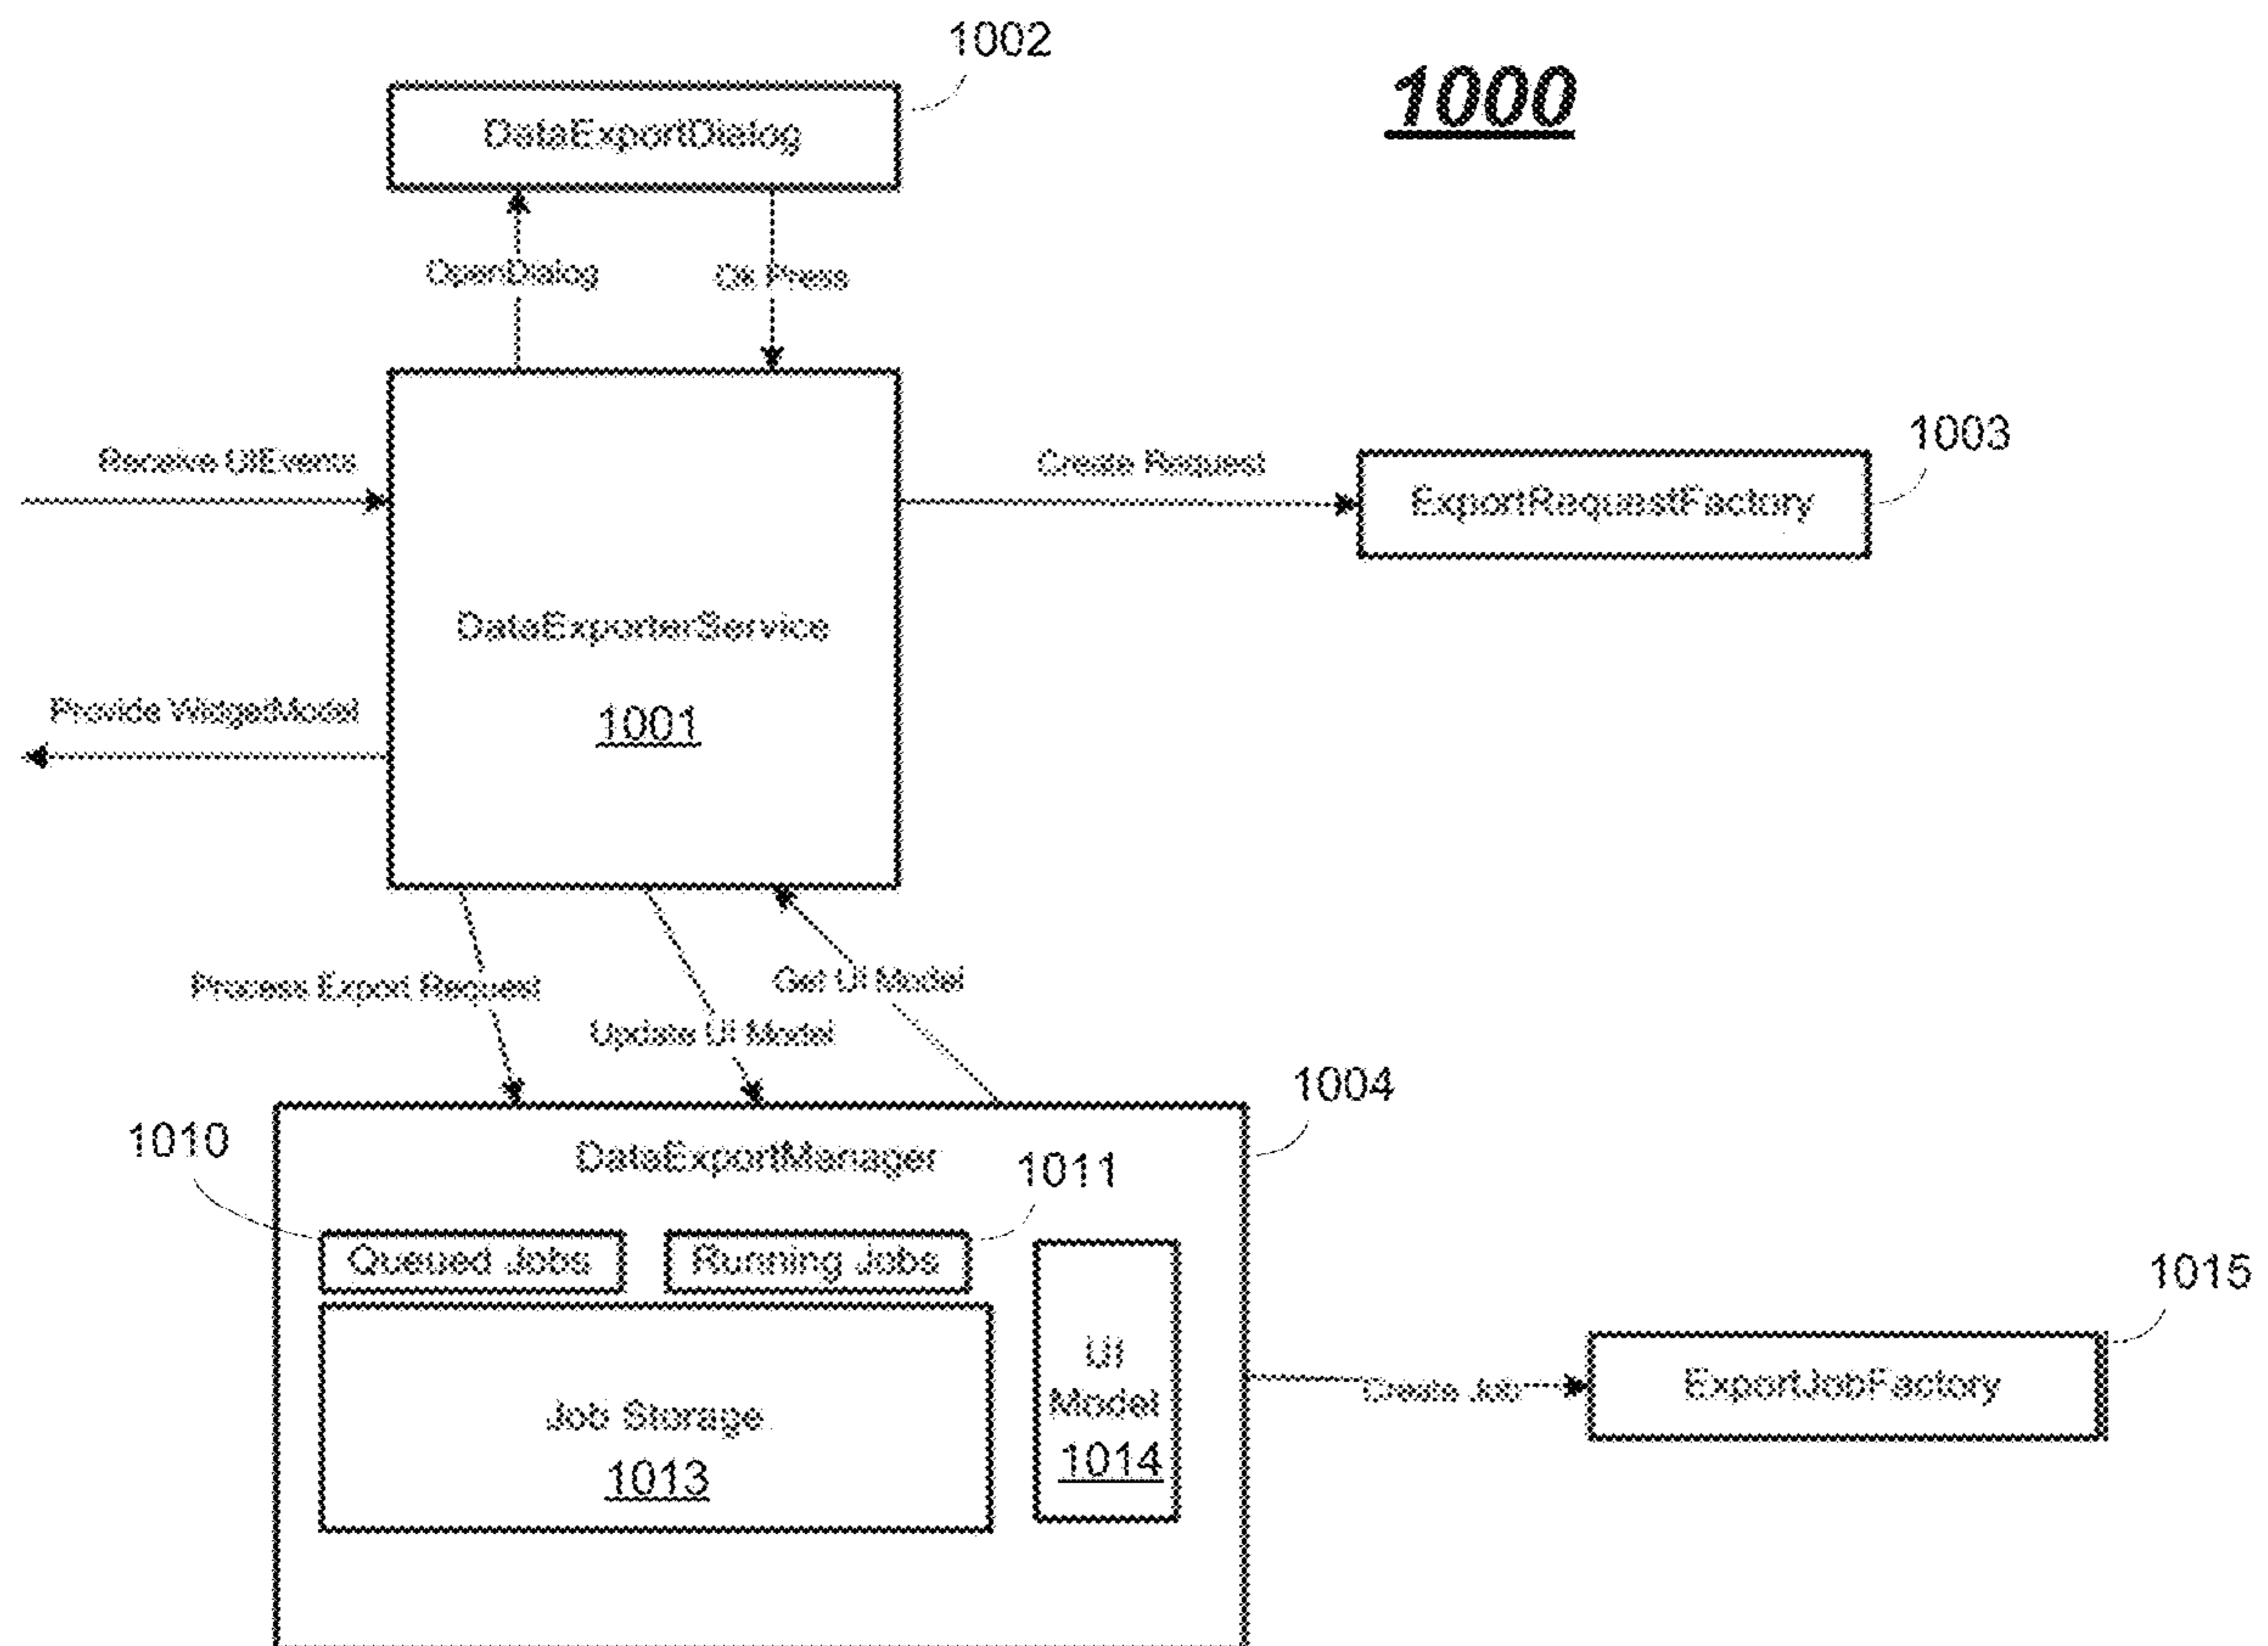 1002
1000
DataExportDialog
OpenDialog
Ok Press
1003
Receive UIEvents
Create Request
ExportRequestFactory
DataExporterService
1001
Provide WidgetModel
Process Export Request
Get UI Model
Update UI Model
1004
1010
DataExportManager
1011
Queued Jobs
Running Jobs
1015
UI
Model
1014
Create Job
ExportJobFactory
Job Storage
1013